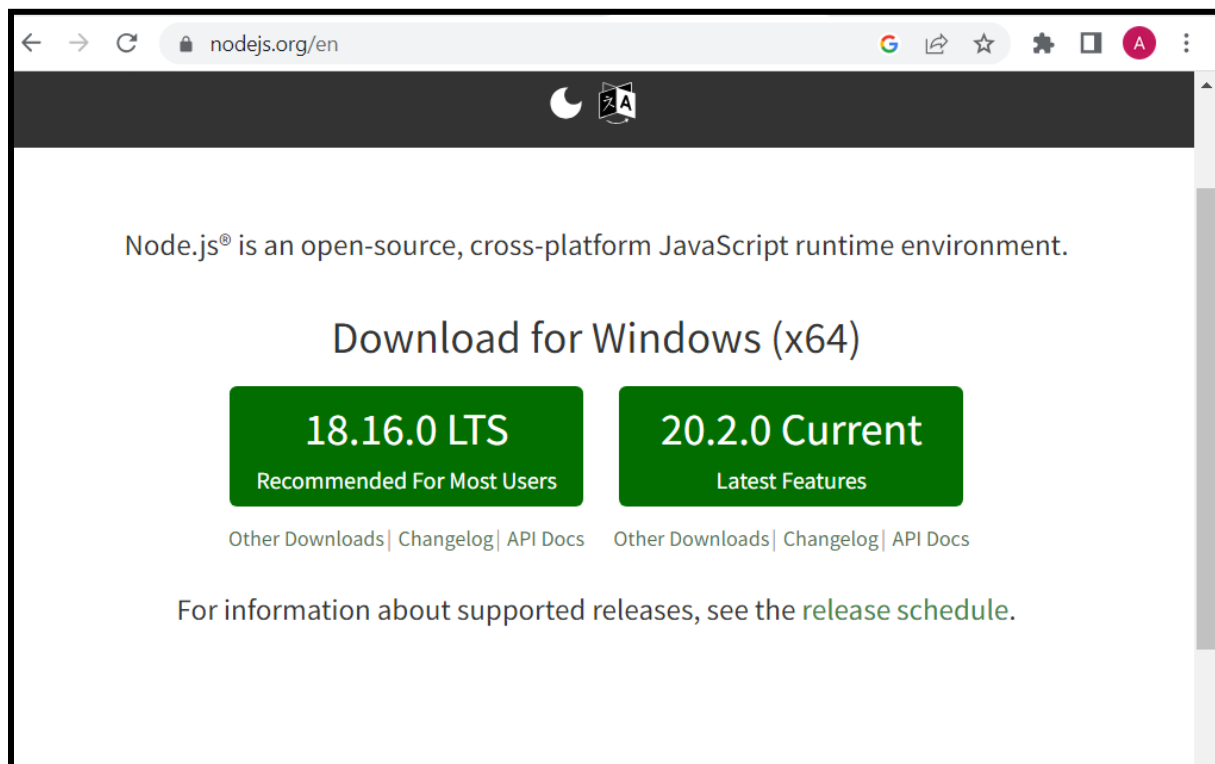 nodejs.org/en
G
A
A
Node.js® is an open-source, cross-platform JavaScript runtime environment.
Download for Windows (x64)
18.16.0 LTS
Recommended For Most Users
20.2.0 Current
Latest Features
Other Downloads| Changelog| API Docs
Other Downloads| Changelog| API Docs
For information about supported releases, see the release schedule.